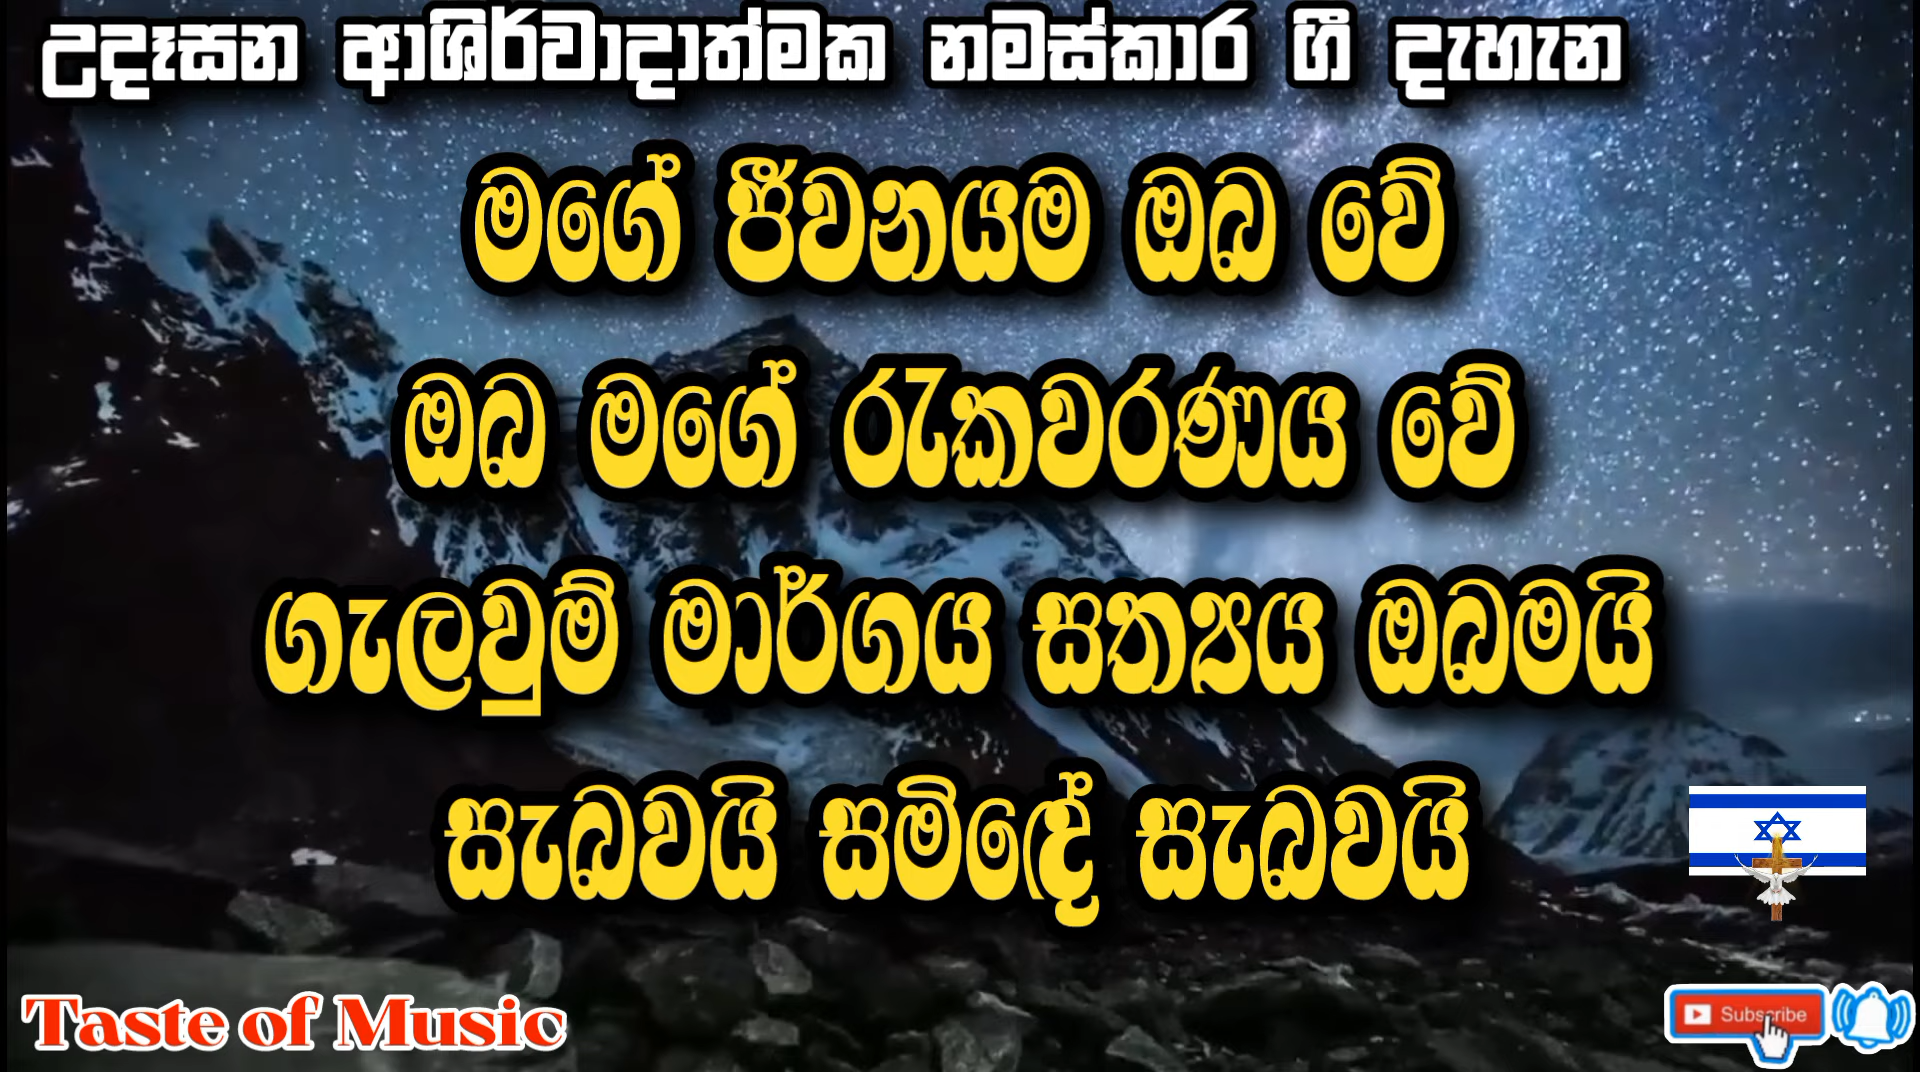 උදෑසන ආශිර්වාදාත්මක නමස්කාර ගී දැහැන
මගේ ජීවනයම ඔබ වේ
ඔබ මගේ රැකවරණය වේ
ගැලවුම් මාර්ගය සත්‍යය ඔබමයි
සැබවයි සමිඳේ සැබවයි
Taste of Music
Subscribe